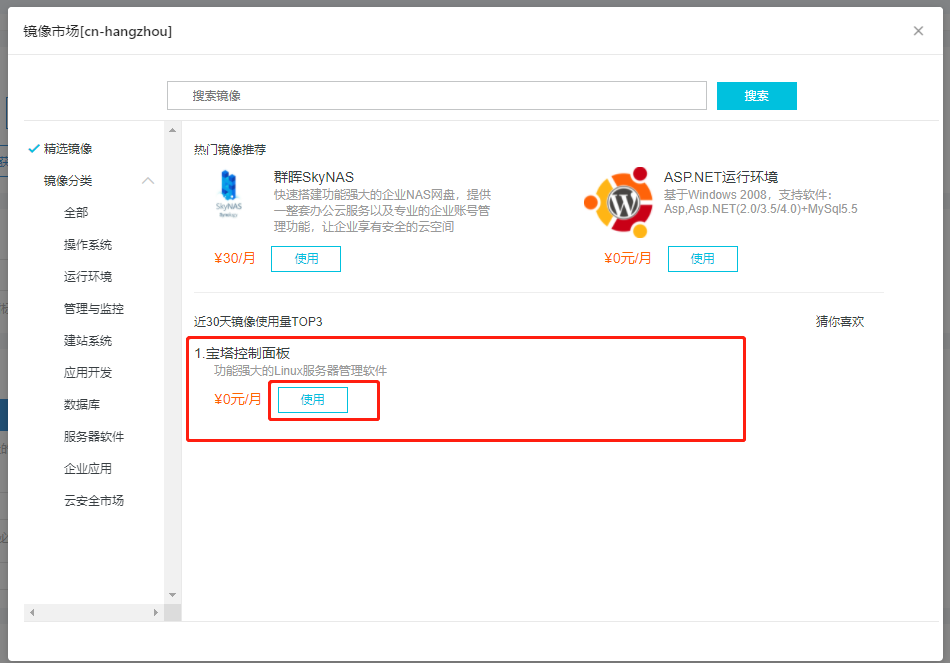 镜像市场[cn-hangzhou]
搜索镜像
搜索
精选镜像
镜像分类
全部
操作系统
运行环境
管理与监控
建站系统
应用开发
数据库
服务器软件
企业应用
云安全市场
热门镜像推荐
群晖SkyNAS
快速搭建功能强大的企业NAS网盘，提供
一整套办公云服务以及专业的企业账号管
理功能，让企业享有安全的云空间
SkyNAS
¥30/月
使用
ASP.NET运行环境
基于Windows 2008，支持软件：
Asp,Asp.NET(2.0/3.5/4.0)+MySql5.5
¥0元/月
使用
近30天镜像使用量TOP3
猜你喜欢
1.宝塔控制面板
功能强大的Linux服务器管理软件
¥0元/月
使用